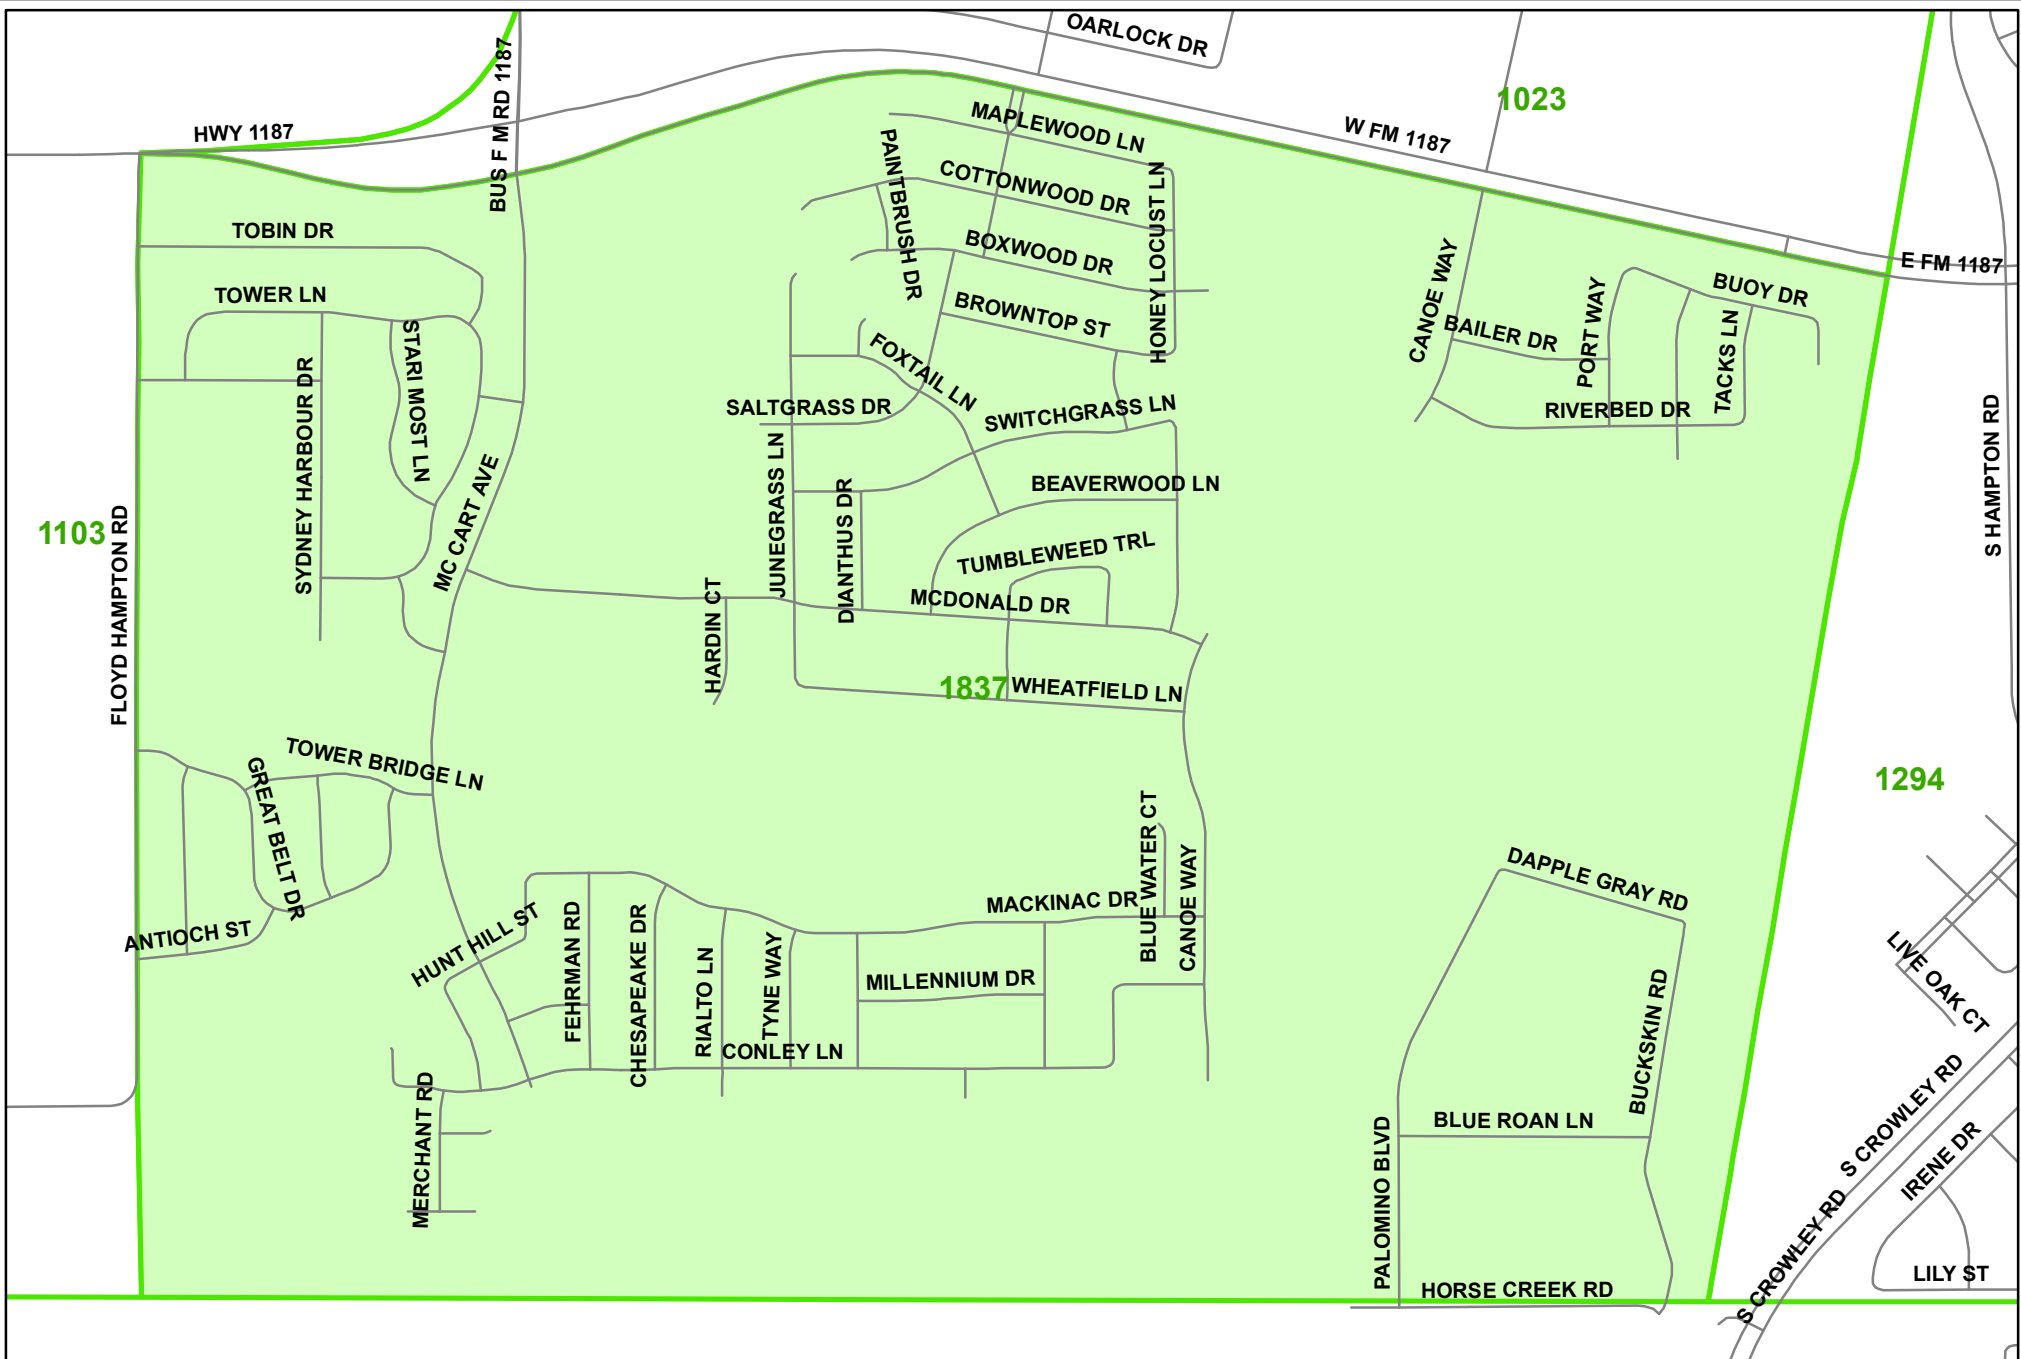 OARLOCK DR
1023
HWY 1187
BUS F M RD 1187
W FM 1187
MAPLEWOOD LN
PAINTBRUSH DR
COTTONWOOD DR
HONEY LOCUST LN
BOXWOOD DR
TOBIN DR
E FM 1187
CANOE WAY
BUOY DR
TOWER LN
BROWNTOP ST
PORT WAY
BAILER DR
TACKS LN
STARI MOST LN
FOXTAIL LN
SYDNEY HARBOUR DR
SALTGRASS DR
SWITCHGRASS LN
RIVERBED DR
S HAMPTON RD
JUNEGRASS LN
MC CART AVE
BEAVERWOOD LN
DIANTHUS DR
1103
FLOYD HAMPTON RD
TUMBLEWEED TRL
HARDIN CT
MCDONALD DR
1837
WHEATFIELD LN
TOWER BRIDGE LN
GREAT BELT DR
1294
BLUE WATER CT
CANOE WAY
DAPPLE GRAY RD
MACKINAC DR
HUNT HILL ST
ANTIOCH ST
FEHRMAN RD
CHESAPEAKE DR
RIALTO LN
TYNE WAY
MILLENNIUM DR
LIVE OAK CT
BUCKSKIN RD
CONLEY LN
MERCHANT RD
S CROWLEY RD
BLUE ROAN LN
IRENE DR
PALOMINO BLVD
S CROWLEY RD
LILY ST
HORSE CREEK RD